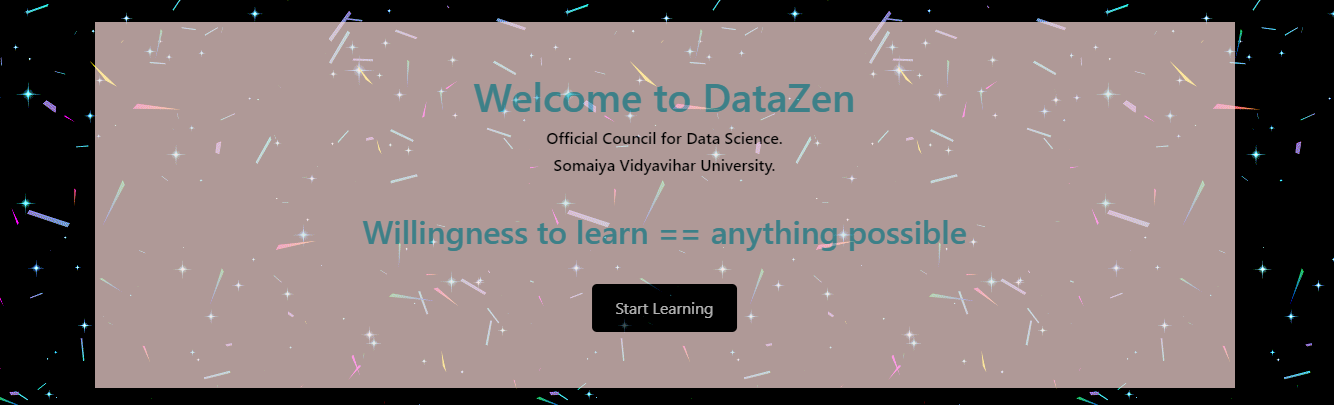 Welcome to DataZen
Official Council for Data Science.
Somaiya Vidyavihar University.
Willingness to learn == anything possible
Start Learning